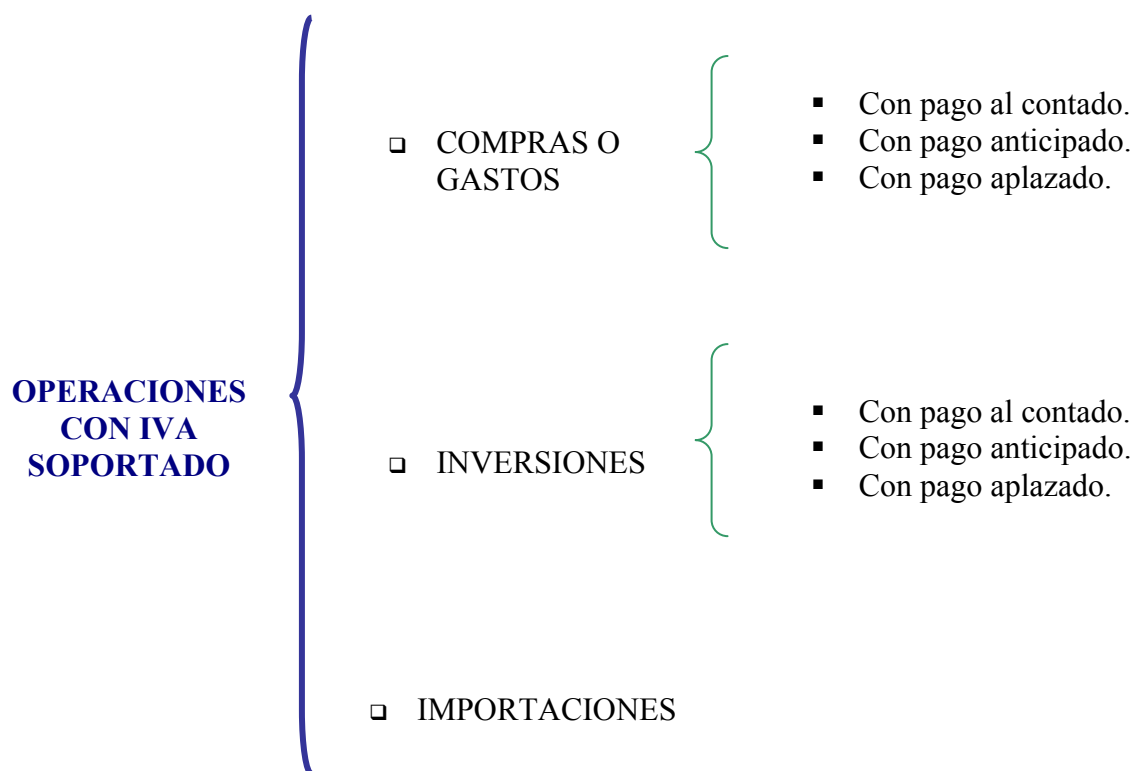 OPERACIONES
CON IVA
SOPORTADO
❑ COMPRAS O
GASTOS
▪ Con pago al contado.
▪ Con pago anticipado.
▪ Con pago aplazado.
❑ INVERSIONES
▪ Con pago al contado.
▪ Con pago anticipado.
▪ Con pago aplazado.
❑ IMPORTACIONES